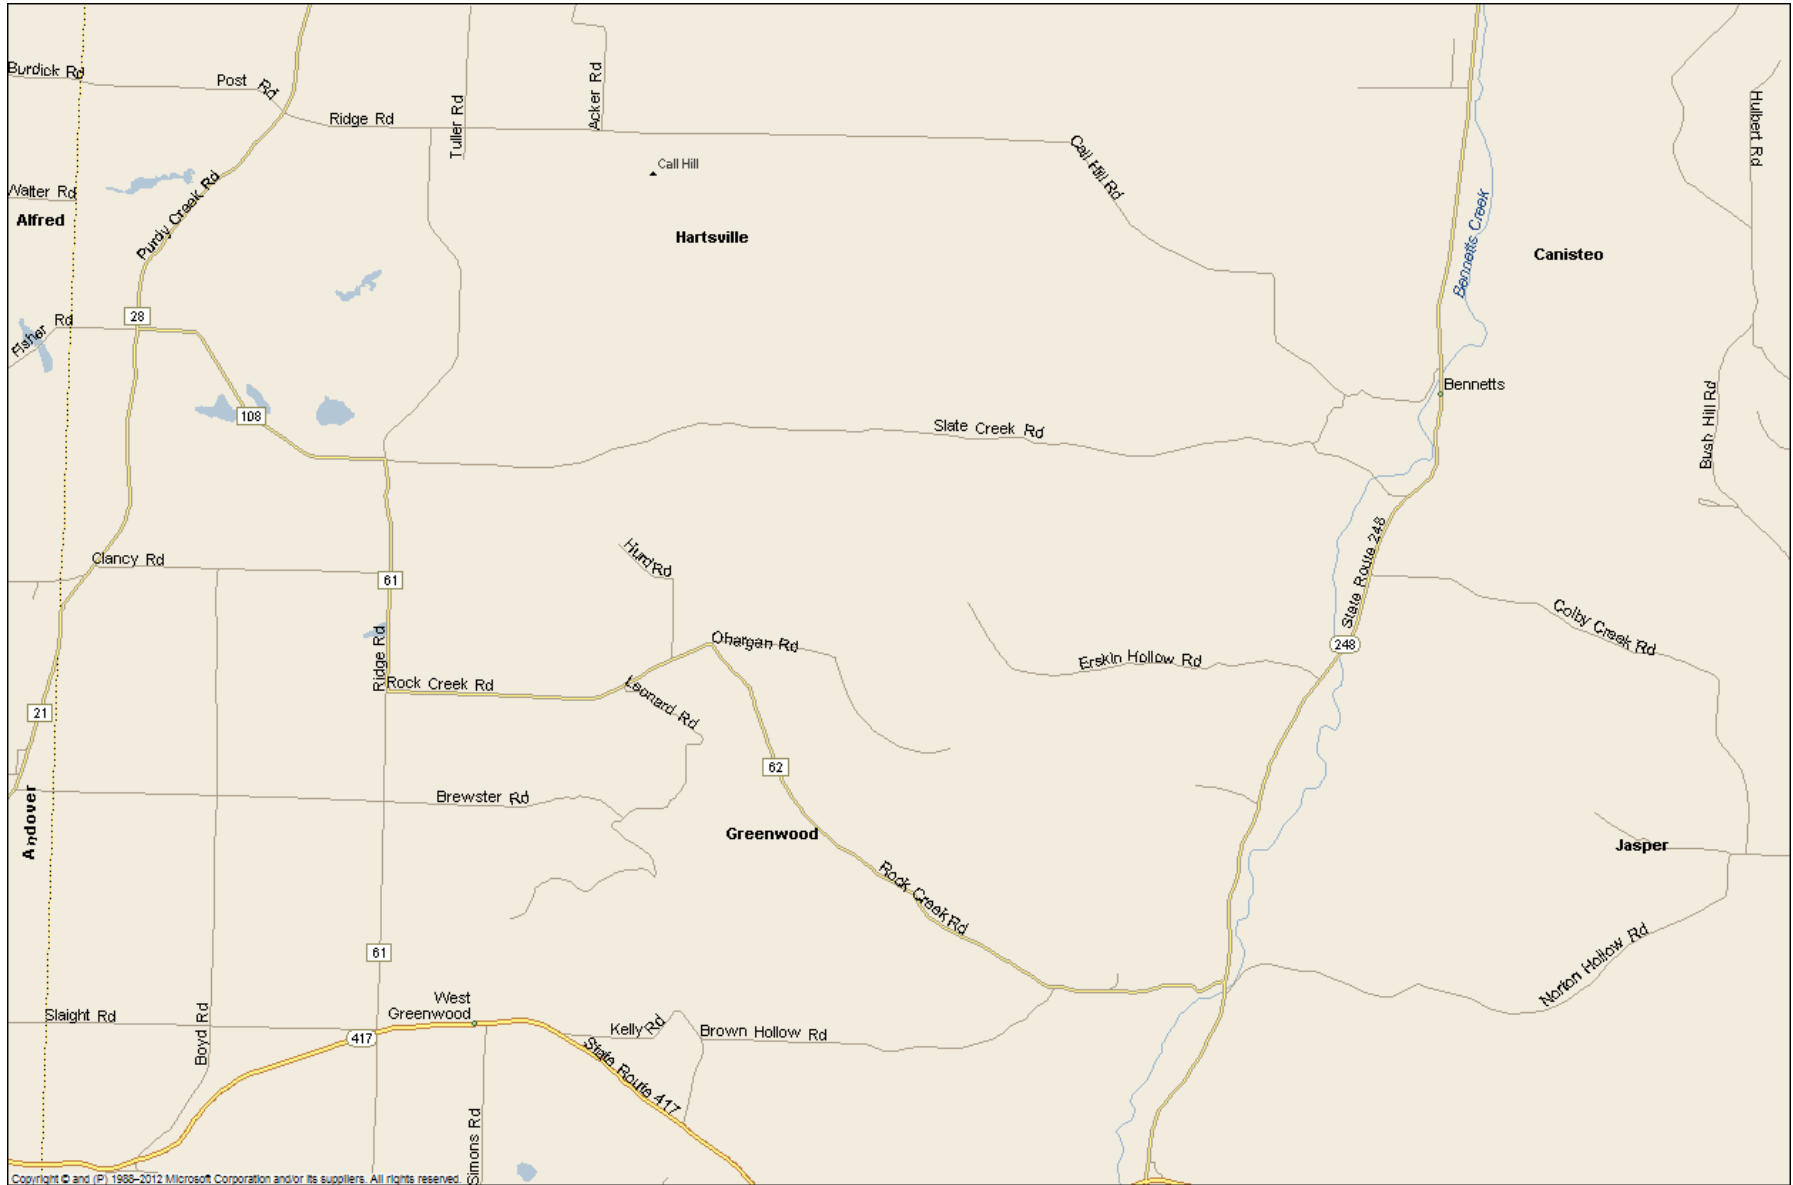 Burdick Rd
Post Rd
Ridge Rd
Tuller Rd
Acker Rd
Call Hill
Call Hill Rd
Hulbert Rd
Walter Rd
Alfred
Purdy Creek Rd
Hartsville
Bennetts Creek
Canisteo
28
Fisher Rd
108
Bennetts
Bush Hill Rd
Slate Creek Rd
Clancy Rd
61
Hurd Rd
State Route 248
Colby Creek Rd
Ridge Rd
Ohargan Rd
Erskin Hollow Rd
248
Rock Creek Rd
Leonard Rd
21
62
Brewster Rd
Andover
Greenwood
Jasper
Rock Creek Rd
61
Norton Hollow Rd
West
Greenwood
Slaight Rd
Boyd Rd
417
Kelly Rd
Brown Hollow Rd
State Route 417
Simons Rd
Copyright © and (P) 1988–2012 Microsoft Corporation and/or its suppliers. All rights reserved.